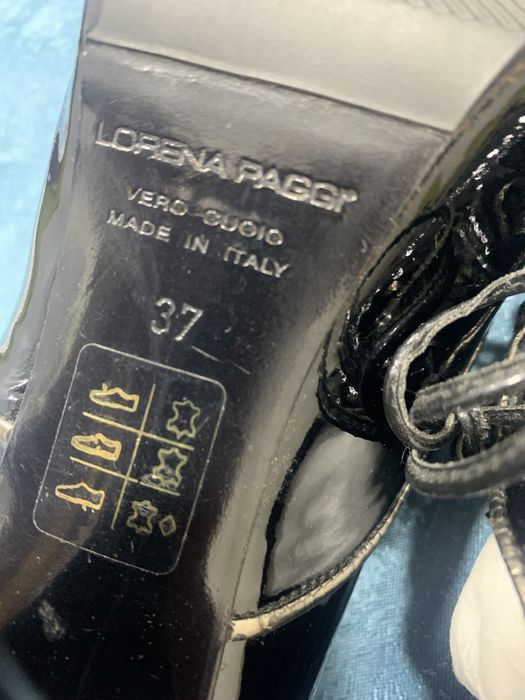 LORENA PAGGI
VERO CUOIO
MADE IN ITALY
37